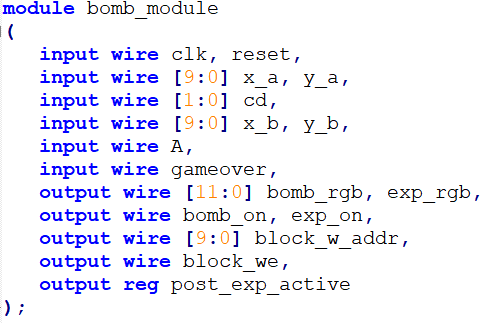 module bomb_module
(
input wire clk, reset,
input wire [9:0] x_a, y_a,
input wire [1:0] cd,
input wire [9:0] x_b, y_b,
input wire A,
input wire gameover,
output wire [11:0] bomb_rgb, exp_rgb,
output wire bomb_on, exp_on,
output wire [9:0] block_w_addr,
output wire block_we,
output reg post_exp_active
);